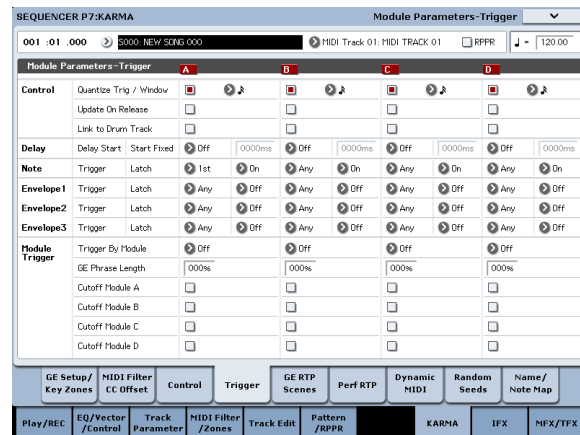 SEQUENCER P7:KARMA Module Parameters-Trigger
001 :01 .000 S000: NEW SONG 000 MIDI Track 01: MIDI TRACK 01 RPPR ♩ = 120.00
Module Parameters-Trigger A B C D
Control Quantize Trig / Window
Update On Release
Link to Drum Track
Delay Delay Start Start Fixed Off 0000ms Off 0000ms Off 0000ms Off 0000ms
Note Trigger Latch 1st On Any On Any On Any On
Envelope1 Trigger Latch Any Off Any Off Any Off Any Off
Envelope2 Trigger Latch Any Off Any Off Any Off Any Off
Envelope3 Trigger Latch Any Off Any Off Any Off Any Off
Module Trigger Trigger By Module Off Off Off Off
GE Phrase Length 000% 000% 000% 000%
Cutoff Module A
Cutoff Module B
Cutoff Module C
Cutoff Module D
GE Setup/ Key Zones MIDI Filter CC Offset Control Trigger GE RTP Scenes Perf RTP Dynamic MIDI Random Seeds Name/ Note Map
Play/REC EQ/Vector /Control Track Parameter MIDI Filter /Zones Track Edit Pattern /RPPR KARMA IFX MFX/TFX